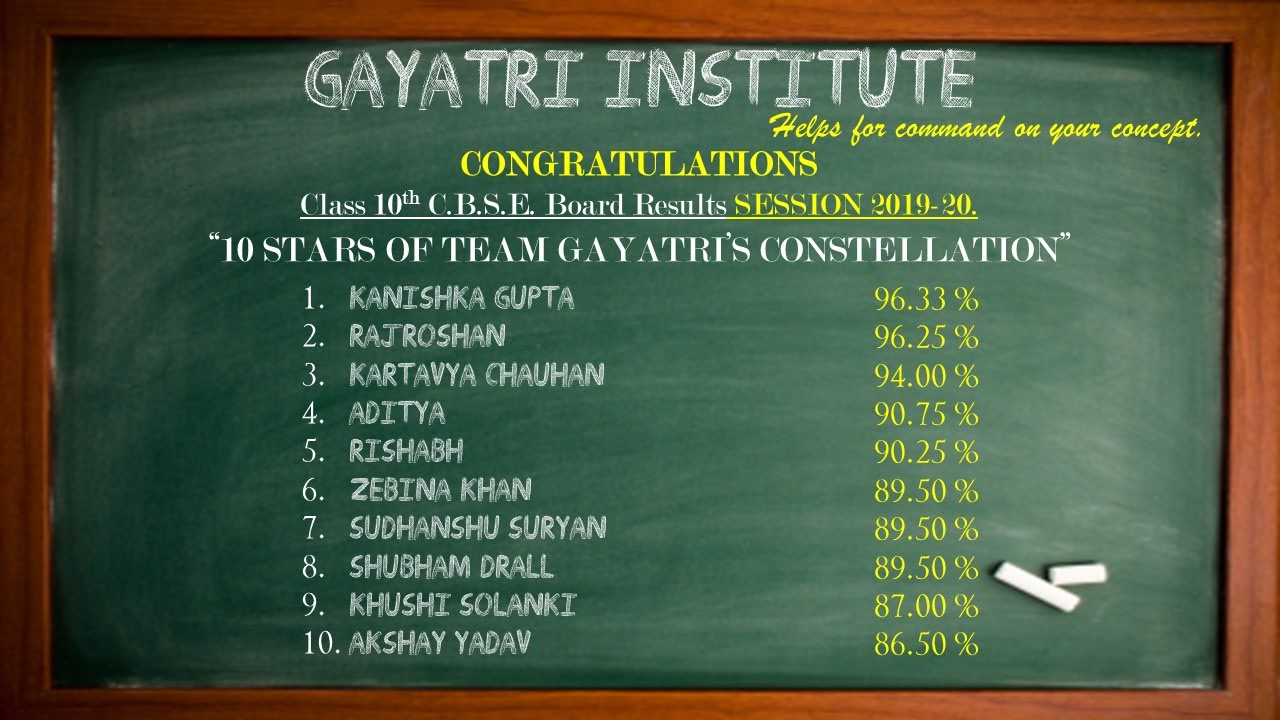 GAYATRI INSTITUTE
Helps for command on your concept.
CONGRATULATIONS
Class 10th C.B.S.E. Board Results SESSION 2019-20.
“10 STARS OF TEAM GAYATRI’S CONSTELLATION”
1. KANISHKA GUPTA 96.33 %
2. RAJROSHAN 96.25 %
3. KARTAVYA CHAUHAN 94.00 %
4. ADITYA 90.75 %
5. RISHABH 90.25 %
6. ZEBINA KHAN 89.50 %
7. SUDHANSHU SURYAN 89.50 %
8. SHUBHAM DRALL 89.50 %
9. KHUSHI SOLANKI 87.00 %
10. AKSHAY YADAV 86.50 %